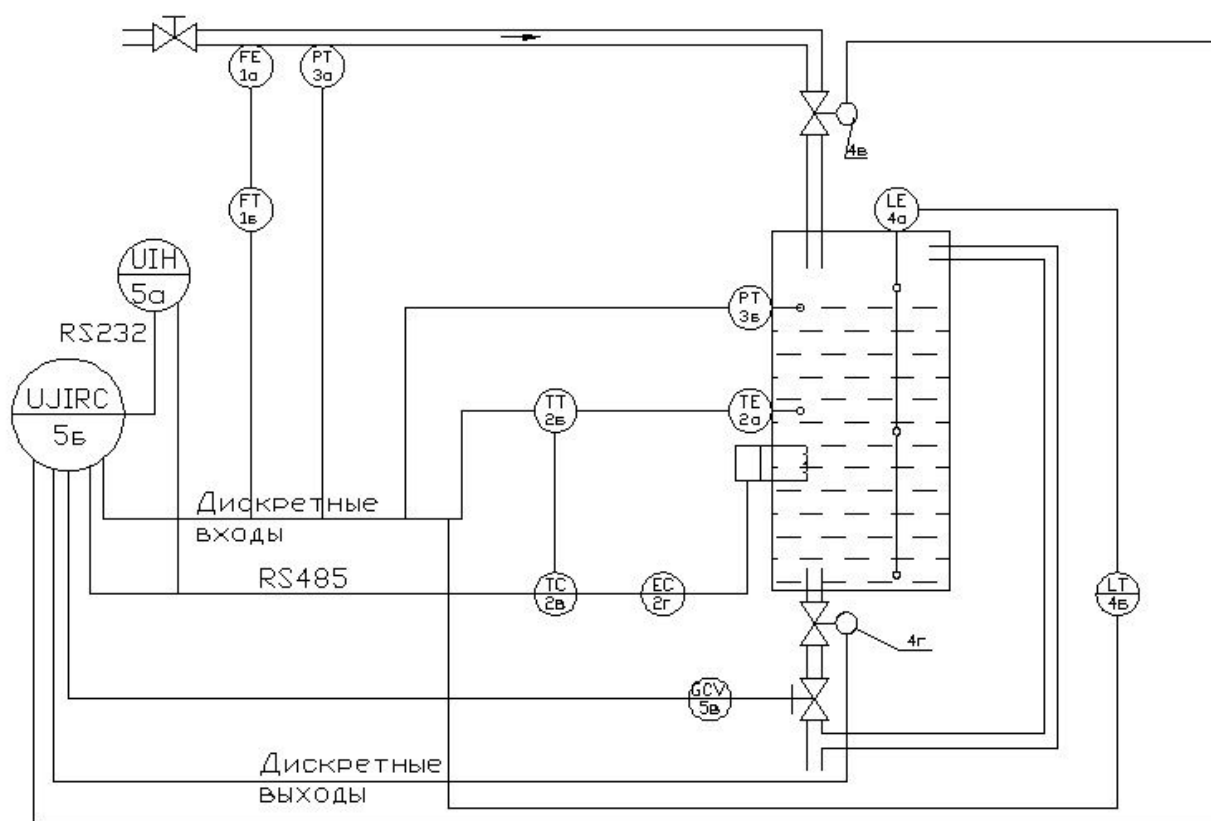 FE
1а
PT
3а
4в
FT
1б
LE
4а
UIH
5а
RS232
PT
3б
UJIRC
5б
TT
2б
TE
2а
Дискретные
входы
RS485
TC
2в
EC
2г
LT
4б
4г
GCV
5в
Дискретные
выходы